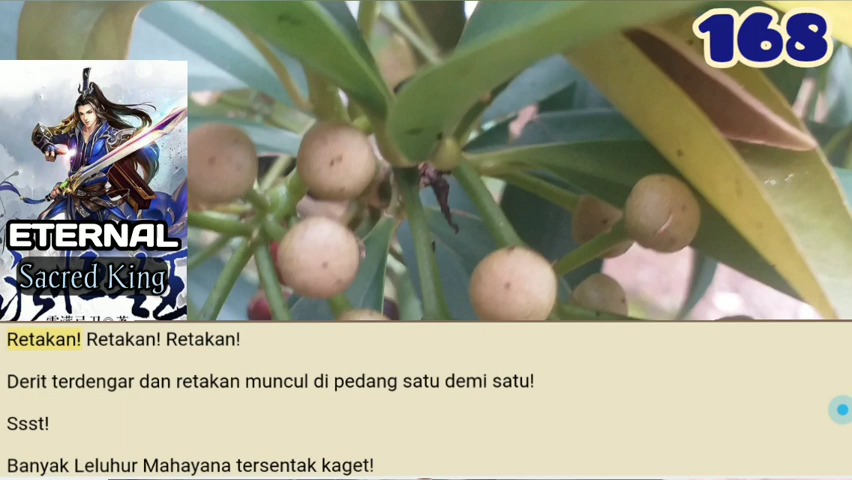 168
ETERNAL
Sacred King
Retakan! Retakan! Retakan!
Derit terdengar dan retakan muncul di pedang satu demi satu!
Ssst!
Banyak Leluhur Mahayana tersentak kaget!